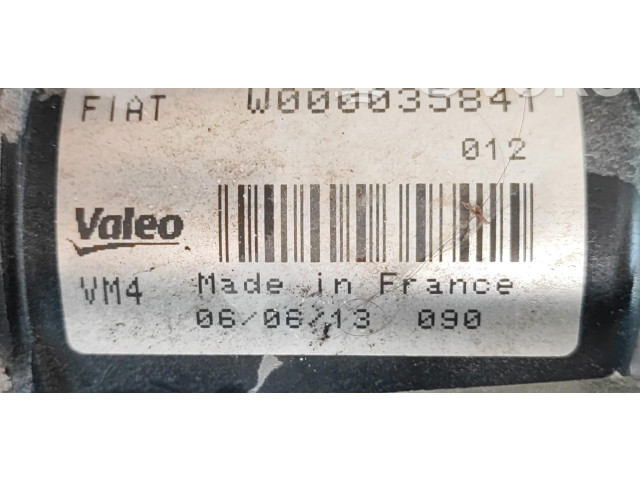 FIAT W000035841
012
Valeo
VM4 Made in France
06/06/13 090